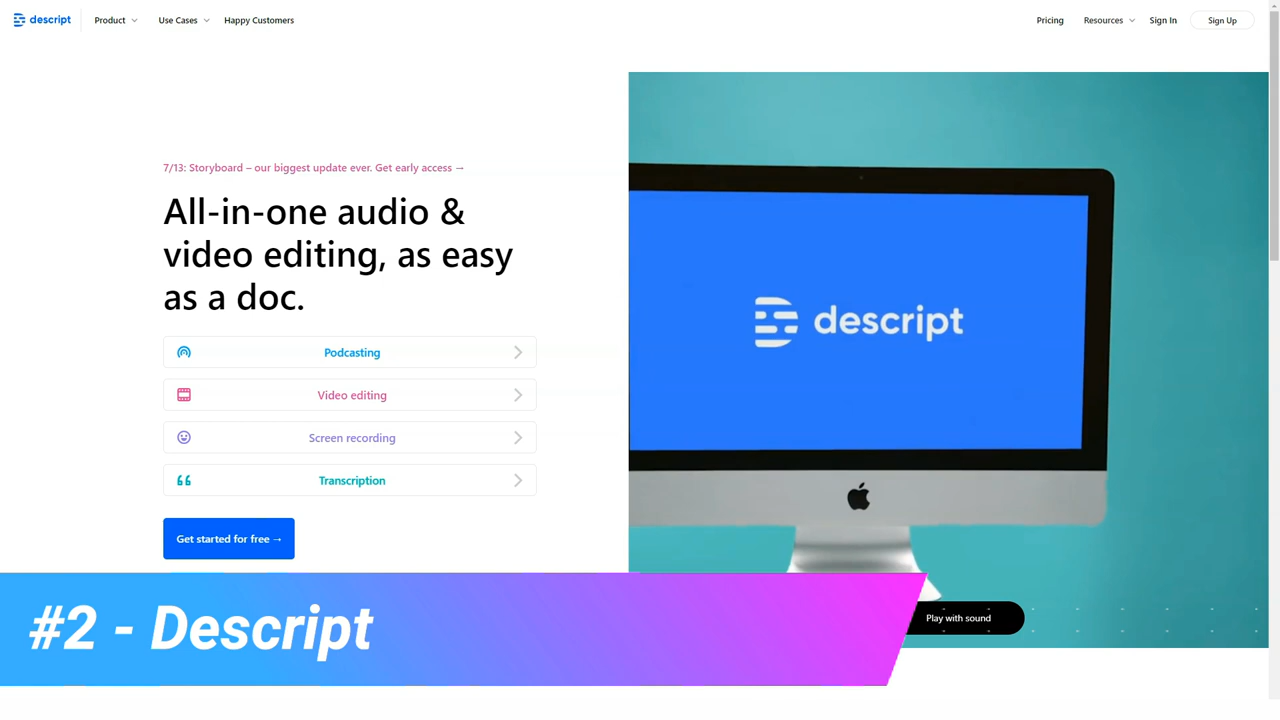 descript
Product
Use Cases
Happy Customers
Pricing
Resources
Sign In
Sign Up
7/13: Storyboard – our biggest update ever. Get early access →
All-in-one audio &
video editing, as easy
as a doc.
Podcasting
Video editing
Screen recording
Transcription
Get started for free →
descript
Play with sound
#2 - Descript